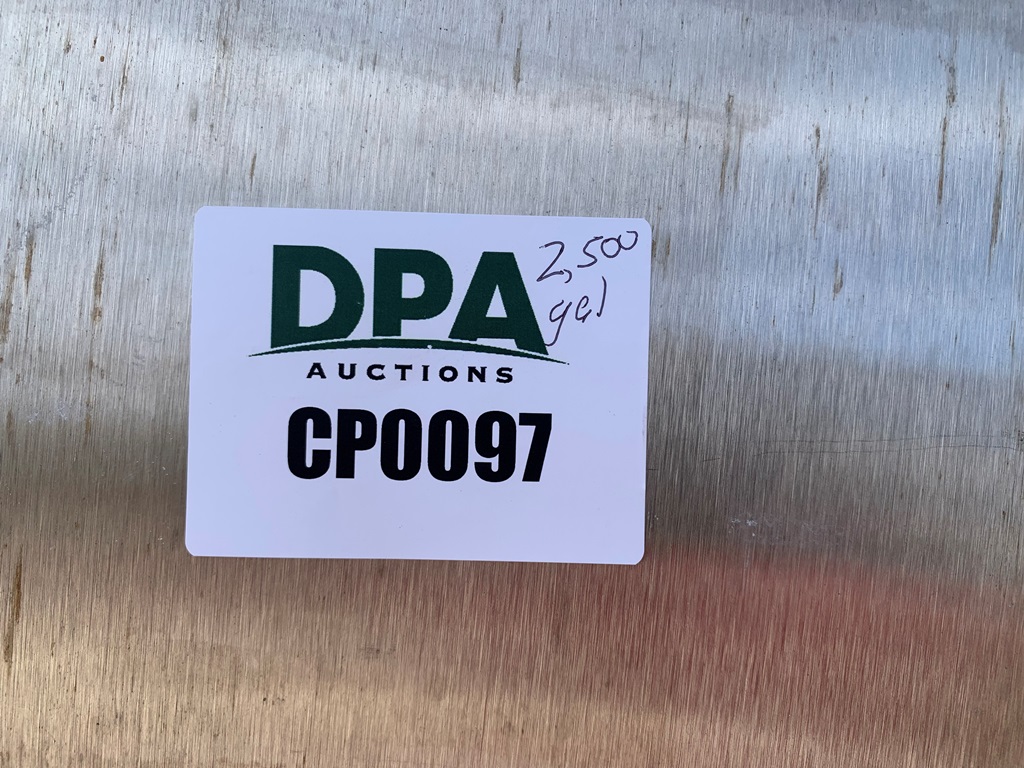 DPA
AUCTIONS
2,500
gal
CP0097